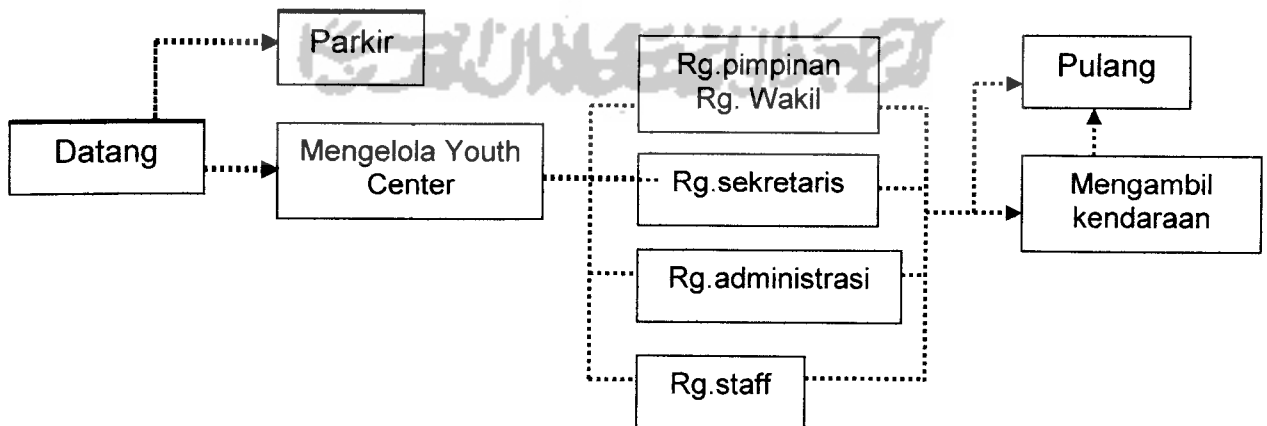 Parkir
Datang
Mengelola Youth
Center
Rg.pimpinan
Rg. Wakil
Rg.sekretaris
Rg.administrasi
Rg.staff
Pulang
Mengambil
kendaraan